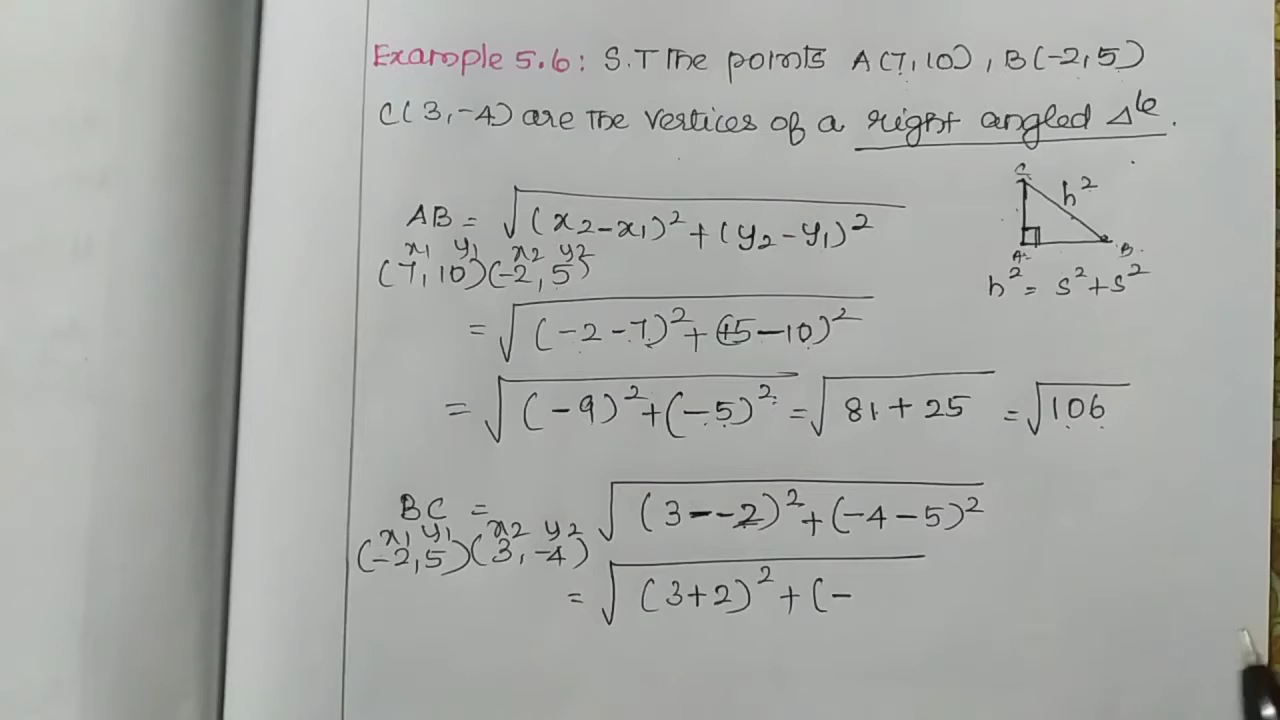 Example 5.6: S.T The points A(7,10), B(-2,5)
C(3,-4) are the vertices of a right angled Δle.
AB = √(x2-x1)²+(y2-y1)²
x1 y1 x2 y2
(7,10)(-2,5)
= √(-2-7)²+(+5-10)²
= √(-9)²+(-5)² = √81+25 = √106
C
h²
A B
h² = s²+s²
BC = √(3--2)²+(-4-5)²
x1 y1 x2 y2
(-2,5)(3,-4)
= √(3+2)²+(-